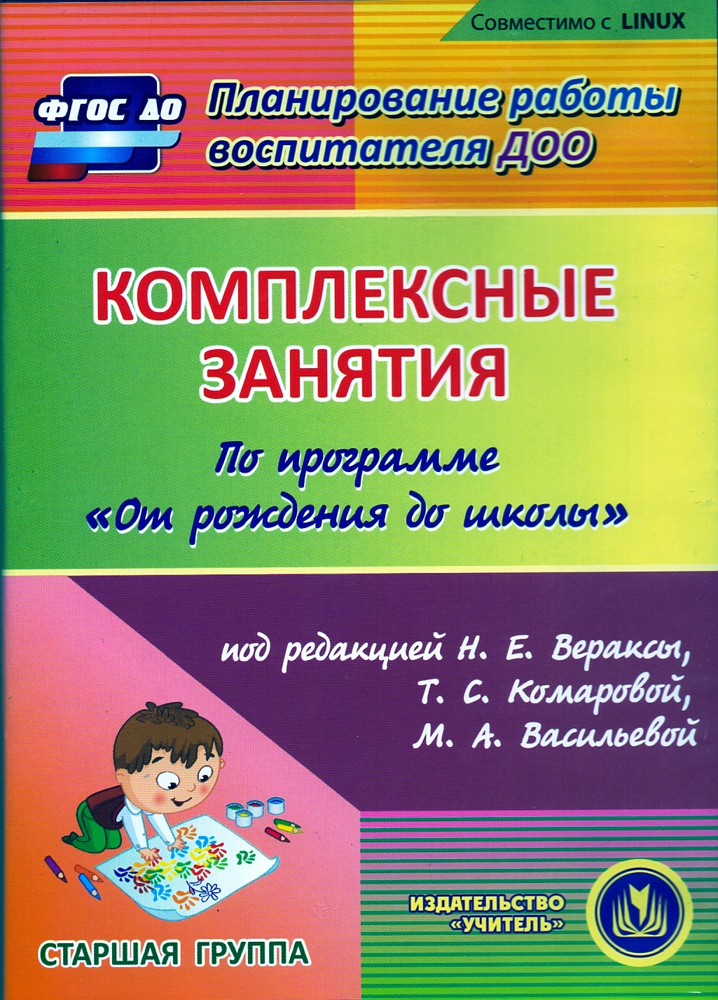 Совместимо с LINUX
ФГОС ДО
Планирование работы
воспитателя ДОО
КОМПЛЕКСНЫЕ
ЗАНЯТИЯ
По программе
«От рождения до школы»
под редакцией Н. Е. Вераксы,
Т. С. Комаровой,
М. А. Васильевой
ИЗДАТЕЛЬСТВО
«УЧИТЕЛЬ»
СТАРШАЯ ГРУППА